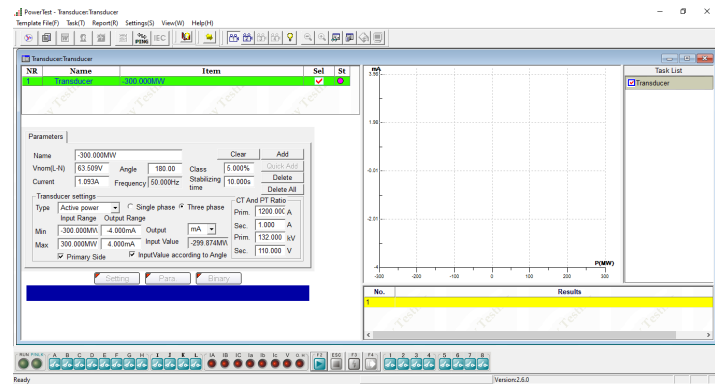 PowerTest - Transducer:Transducer
Template File(F) Task(T) Report(R) Settings(S) View(W) Help(H)
PING IEC
Transducer:Transducer
NR Name Item Sel St
1 Transducer -300.000MW
Parameters
Name -300.000MW Clear Add
Vnom(L-N) 63.509V Angle 180.00 Class 5.000% Quick Add
Current 1.093A Frequency 50.000Hz Stabilizing time 10.000s Delete
Delete All
Transducer settings
Type Active power Single phase Three phase
Input Range Output Range
Min -300.000MW -4.000mA Output mA
Max 300.000MW 4.000mA Input Value -299.874MW
Primary Side InputValue according to Angle
CT And PT Ratio
Prim. 1200.000 A
Sec. 1.000 A
Prim. 132.000 kV
Sec. 110.000 V
Setting Para Binary
mA
3.98
1.98
-0.01
-2.01
-4
-300 -200 -100 0 100 200 300
P(MW)
Task List
Transducer
No. Results
1
RUN A B C D E F G H I J K L IA IB IC Ia Ib Ic V O.H F2 ESC F3 F4 1 2 3 4 5 6 7 8
Ready Version:2.6.0